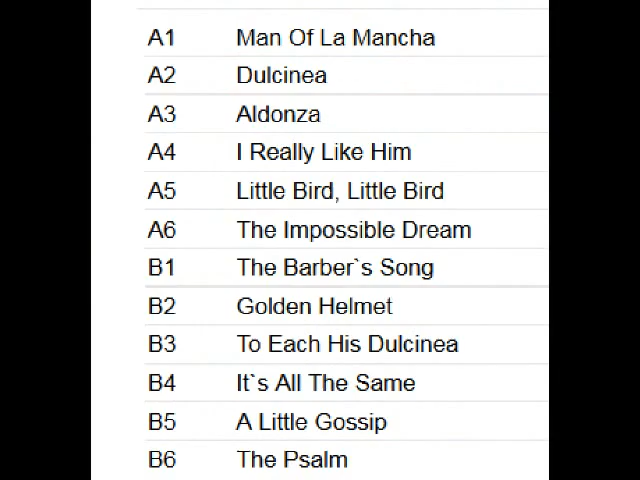 A1 Man Of La Mancha
A2 Dulcinea
A3 Aldonza
A4 I Really Like Him
A5 Little Bird, Little Bird
A6 The Impossible Dream
B1 The Barber`s Song
B2 Golden Helmet
B3 To Each His Dulcinea
B4 It`s All The Same
B5 A Little Gossip
B6 The Psalm